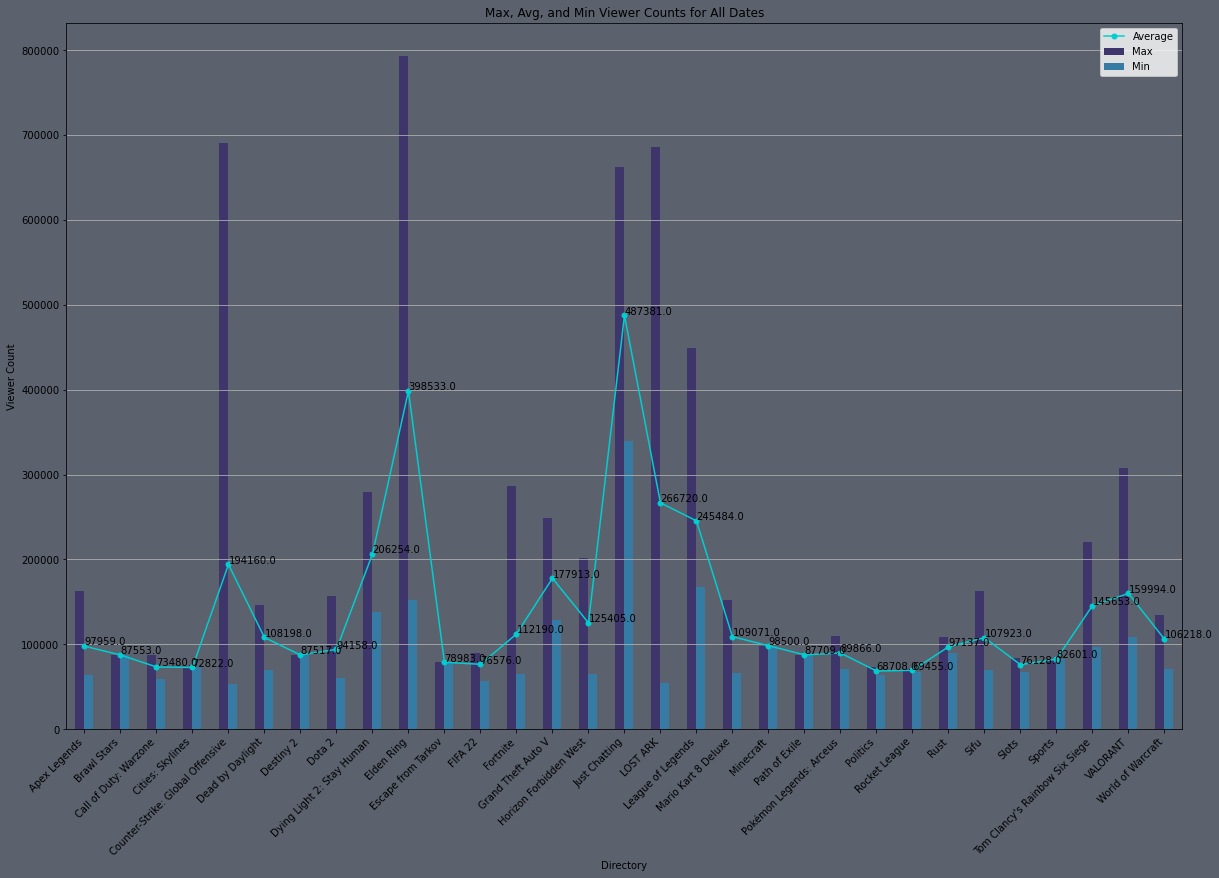 Max, Avg, and Min Viewer Counts for All Dates
Average
Max
Min
800000
700000
600000
500000
400000
300000
200000
100000
0
Viewer Count
97959.0
87553.0
73480.0
72822.0
194160.0
108198.0
87517.0
94158.0
206254.0
398533.0
78983.0
76576.0
112190.0
177913.0
125405.0
487381.0
266720.0
245484.0
109071.0
98500.0
87709.0
89866.0
68708.0
69455.0
97137.0
107923.0
76128.0
82601.0
145653.0
159994.0
106218.0
Apex Legends
Brawl Stars
Call of Duty: Warzone
Cities: Skylines
Counter-Strike: Global Offensive
Dead by Daylight
Destiny 2
Dota 2
Dying Light 2: Stay Human
Elden Ring
Escape from Tarkov
FIFA 22
Fortnite
Grand Theft Auto V
Horizon Forbidden West
Just Chatting
LOST ARK
League of Legends
Mario Kart 8 Deluxe
Minecraft
Path of Exile
Pokémon Legends: Arceus
Politics
Rocket League
Rust
Sifu
Slots
Sports
Tom Clancy's Rainbow Six Siege
VALORANT
World of Warcraft
Directory